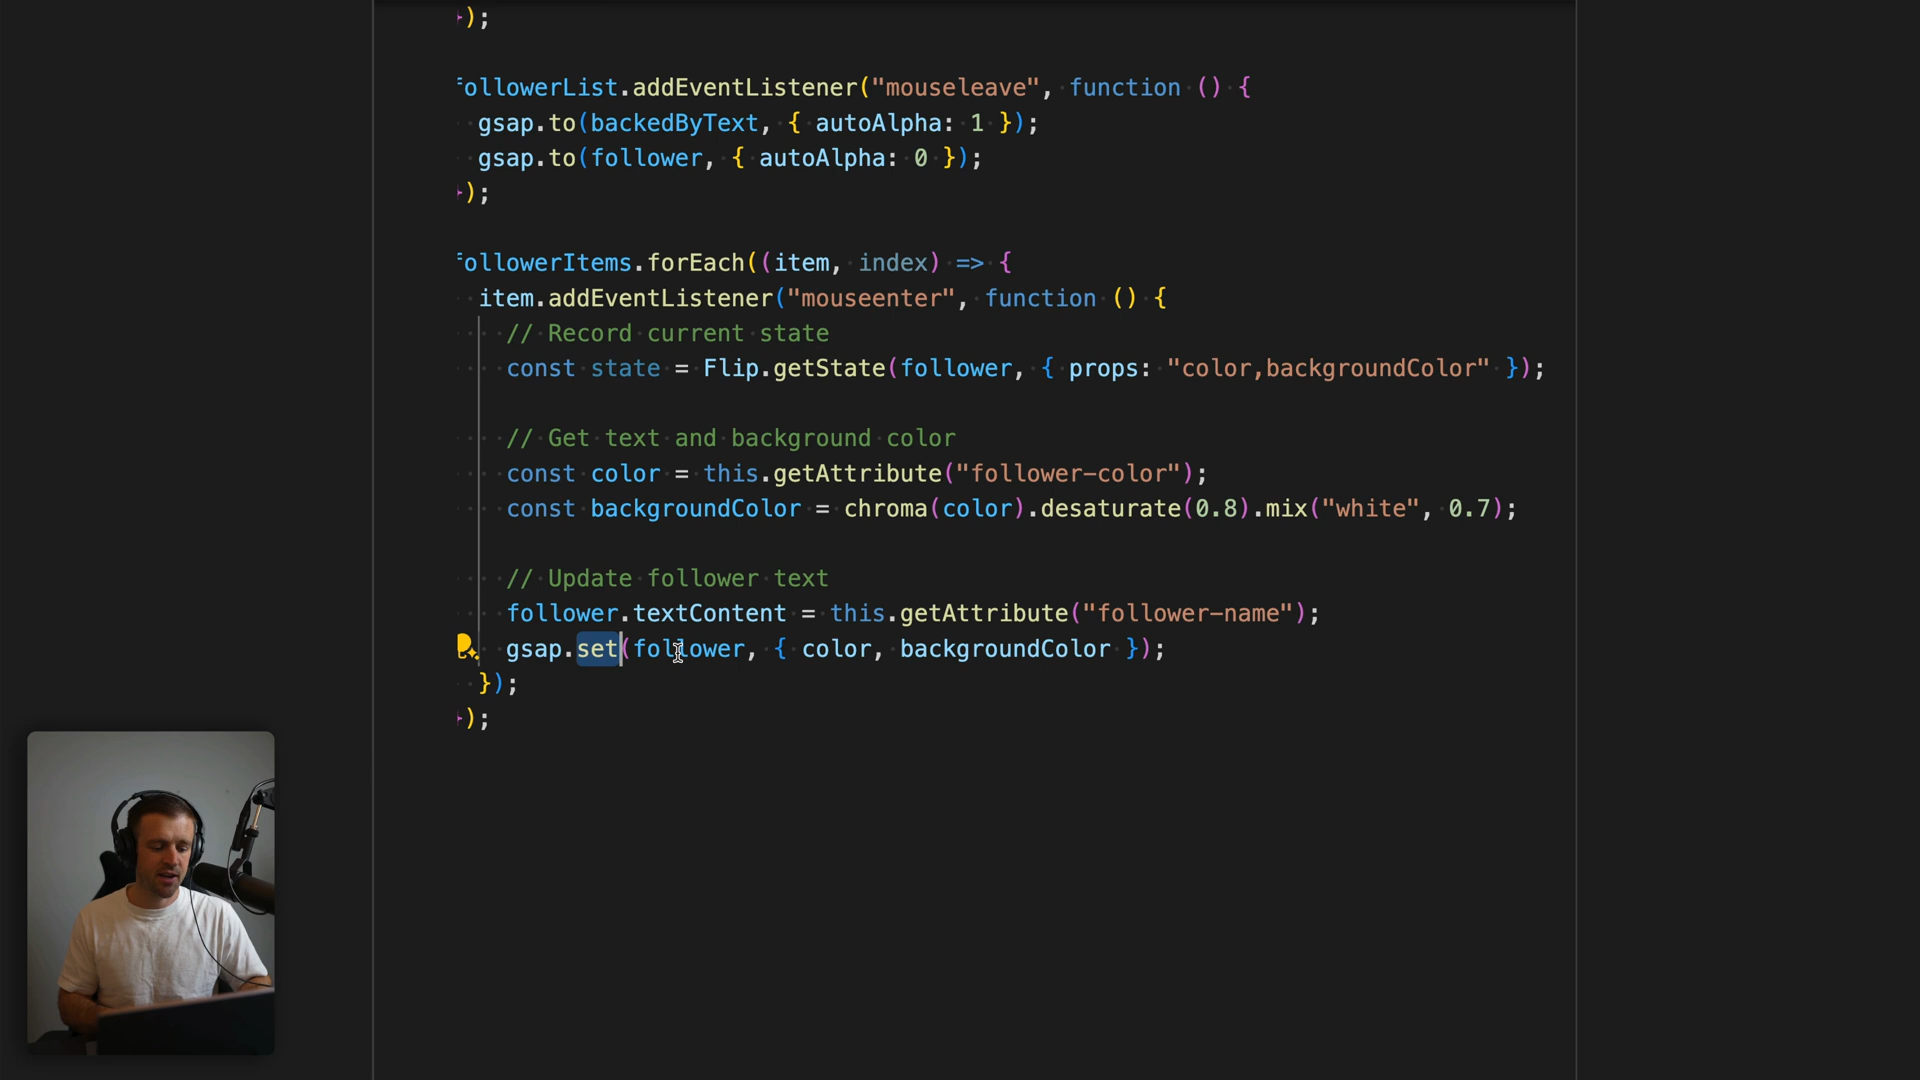 });
followerList.addEventListener("mouseleave", function () {
gsap.to(backedByText, { autoAlpha: 1 });
gsap.to(follower, { autoAlpha: 0 });
});
followerItems.forEach((item, index) => {
item.addEventListener("mouseenter", function () {
// Record current state
const state = Flip.getState(follower, { props: "color,backgroundColor" });
// Get text and background color
const color = this.getAttribute("follower-color");
const backgroundColor = chroma(color).desaturate(0.8).mix("white", 0.7);
// Update follower text
follower.textContent = this.getAttribute("follower-name");
gsap.set(follower, { color, backgroundColor });
});
});